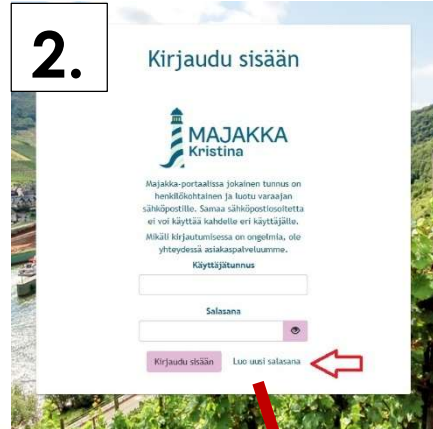 2.
Kirjaudu sisään
MAJAKKA
Kristina
Majakka-portaalissa jokainen tunnus on
henkilökohtainen ja luotu varaajan
sähköpostille. Samaa sähköpostiosoitetta
ei voi käyttää kahdelle eri käyttäjälle.
Mikäli kirjautumisessa on ongelmia, ole
yhteydessä asiakaspalveluumme.
Käyttäjätunnus
Salasana
Kirjaudu sisään Luo uusi salasana